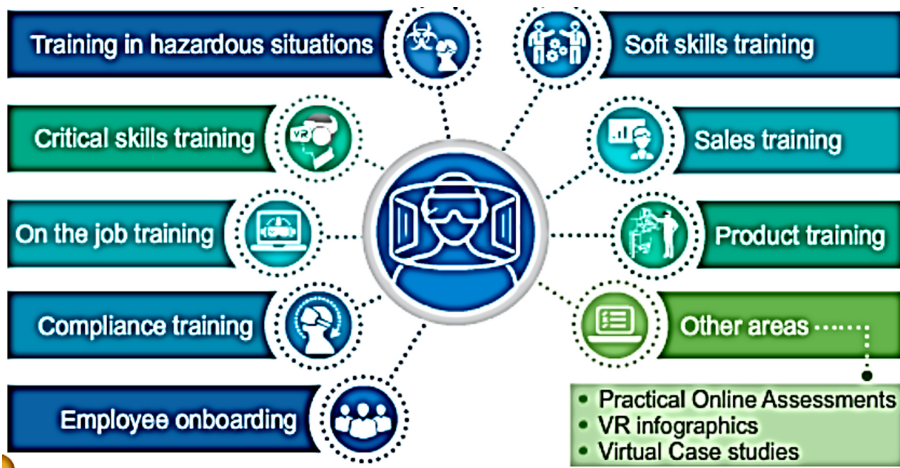 Training in hazardous situations
Critical skills training
On the job training
Compliance training
Employee onboarding
VR
Soft skills training
Sales training
Product training
Other areas
• Practical Online Assessments
• VR infographics
• Virtual Case studies